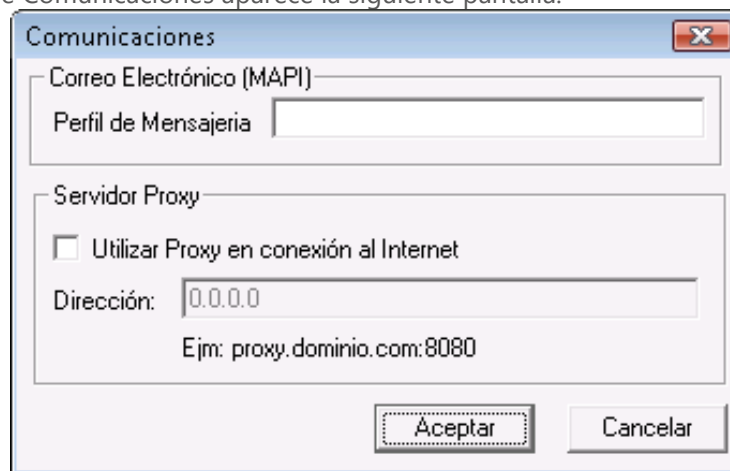 e Comunicaciones aparece la siguiente pantalla.
Comunicaciones
Correo Electrónico (MAPI)
Perfil de Mensajeria
Servidor Proxy
Utilizar Proxy en conexión al Internet
Dirección: 0.0.0.0
Ejm: proxy.dominio.com:8080
Aceptar Cancelar